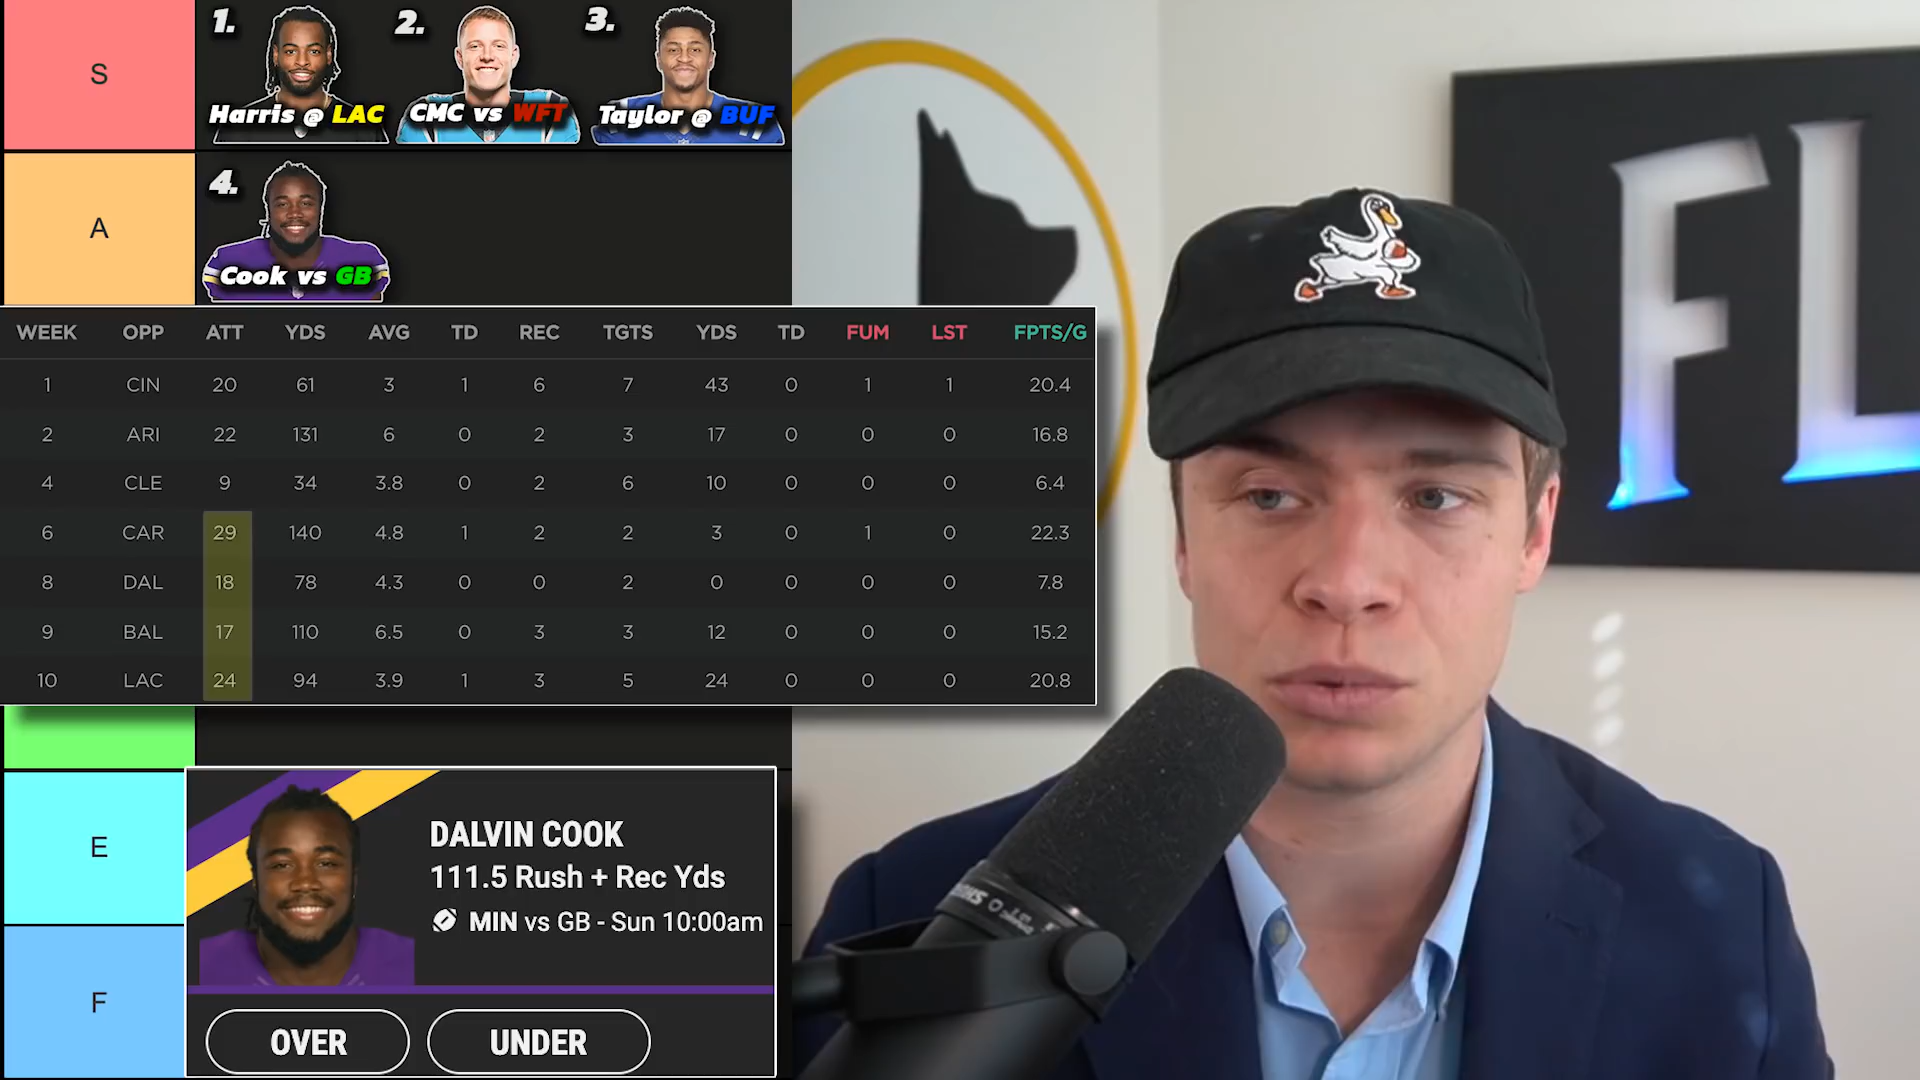 S
1.
Harris @ LAC
2.
CMC vs WFT
3.
Taylor @ BUF
A
4.
Cook vs GB
WEEK OPP ATT YDS AVG TD REC TGTS YDS TD FUM LST FPTS/G
1 CIN 20 61 3 1 6 7 43 0 1 1 20.4
2 ARI 22 131 6 0 2 3 17 0 0 0 16.8
4 CLE 9 34 3.8 0 2 6 10 0 0 0 6.4
6 CAR 29 140 4.8 1 2 2 3 0 1 0 22.3
8 DAL 18 78 4.3 0 0 2 0 0 0 0 7.8
9 BAL 17 110 6.5 0 3 3 12 0 0 0 15.2
10 LAC 24 94 3.9 1 3 5 24 0 0 0 20.8
E
DALVIN COOK
111.5 Rush + Rec Yds
MIN vs GB - Sun 10:00am
F
OVER
UNDER
FL